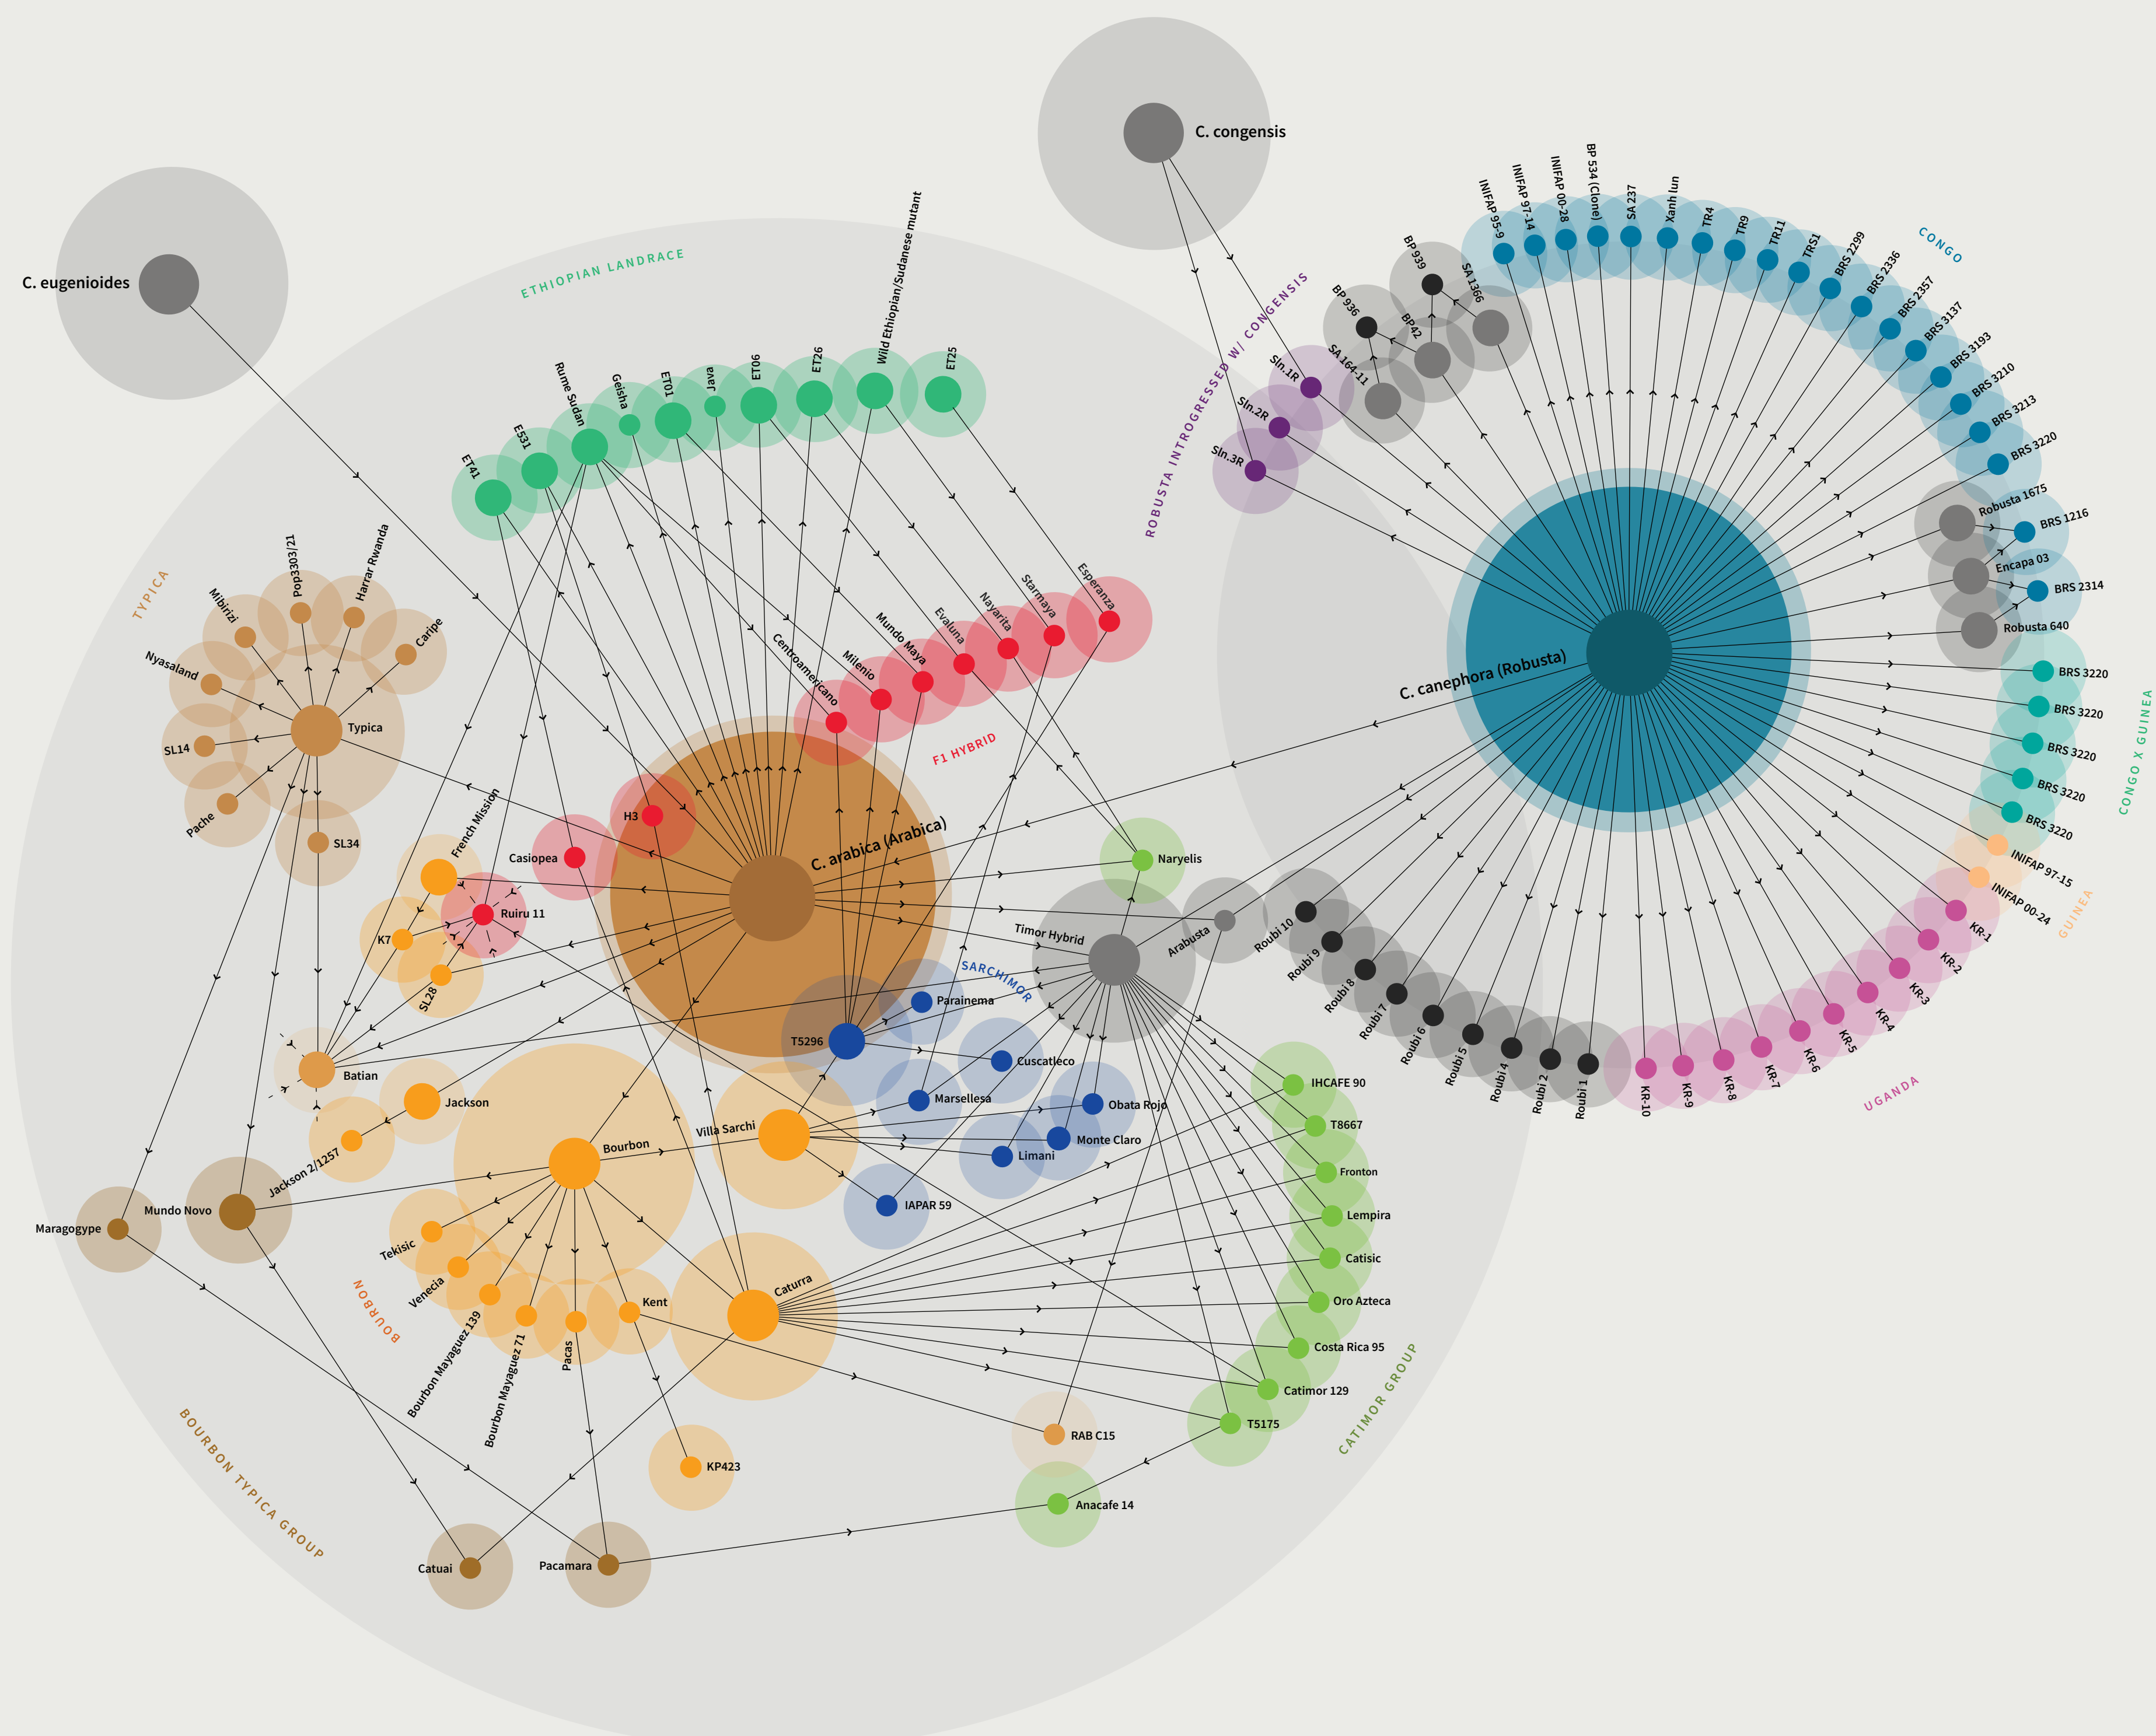 C. congensis
C. eugenioides
ETHIOPIAN LANDRACE
ET41
E531
Rume Sudan
Geisha
ET01
Java
ET06
ET26
Wild Ethiopian/Sudanese mutant
ET25
ROBUSTA INTROGRESSED W/ CONGENSIS
Sln.1R
Sln.2R
Sln.3R
BP 939
SA 1366
BP 936
BP42
SA 164-11
INIFAP 95-9
INIFAP 97-14
INIFAP 00-28
BP 534 (Clone)
SA 237
Xanh lun
TR4
TR9
TR11
TRS1
BRS 2299
BRS 2336
BRS 2357
BRS 3137
BRS 3193
BRS 3210
BRS 3213
BRS 3220
CONGO
Robusta 1675
BRS 1216
Encapa 03
BRS 2314
Robusta 640
BRS 3220
BRS 3220
BRS 3220
BRS 3220
BRS 3220
CONGO X GUINEA
INIFAP 97-15
INIFAP 00-24
GUINEA
KR-1
KR-2
KR-3
KR-4
KR-5
KR-6
KR-7
KR-8
KR-9
KR-10
UGANDA
Roubi 1
Roubi 2
Roubi 4
Roubi 5
Roubi 6
Roubi 7
Roubi 8
Roubi 9
Roubi 10
C. canephora (Robusta)
TYPICA
Pop3303/21
Harrar Rwanda
Mibirizi
Caripe
Nyasaland
Typica
SL14
Pache
SL34
Centroamericano
Milenio
Mundo Maya
Evaluna
Nayarita
Starmaya
Esperanza
F1 HYBRID
H3
Casiopea
C. arabica (Arabica)
French Mission
Ruiru 11
K7
SL28
Batian
Jackson
Jackson 2/1257
Naryelis
Timor Hybrid
Arabusta
SARCHIMOR
Parainema
T5296
Cuscatleco
Marsellesa
Obata Rojo
Monte Claro
Limani
IAPAR 59
Villa Sarchi
Bourbon
Mundo Novo
Maragogype
Tekisic
Venecia
Bourbon Mayaguez 139
Bourbon Mayaguez 71
Pacas
Kent
Caturra
BOURBON
KP423
IHCAFE 90
T8667
Fronton
Lempira
Catisic
Oro Azteca
Costa Rica 95
Catimor 129
T5175
CATIMOR GROUP
RAB C15
Anacafe 14
BOURBON TYPICA GROUP
Catuai
Pacamara